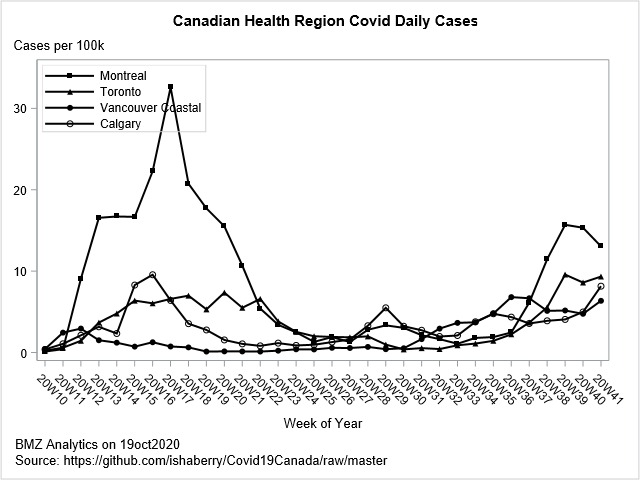 Canadian Health Region Covid Daily Cases
Cases per 100k
Montreal
Toronto
Vancouver Coastal
Calgary
30
20
10
0
20W10
20W11
20W12
20W13
20W14
20W15
20W16
20W17
20W18
20W19
20W20
20W21
20W22
20W23
20W24
20W25
20W26
20W27
20W28
20W29
20W30
20W31
20W32
20W33
20W34
20W35
20W36
20W37
20W38
20W39
20W40
20W41
Week of Year
BMZ Analytics on 19oct2020
Source: https://github.com/ishaberry/Covid19Canada/raw/master